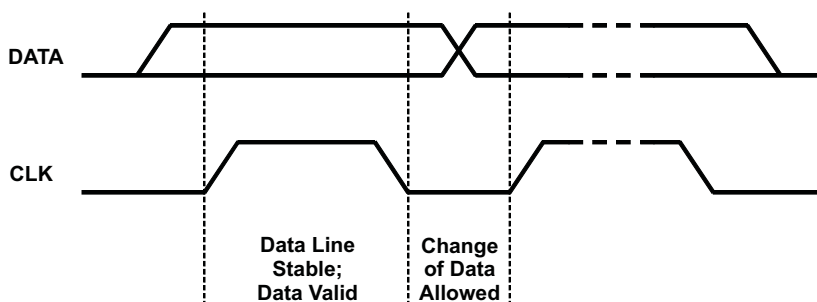 DATA
CLK
Data Line
Stable;
Data Valid
Change
of Data
Allowed